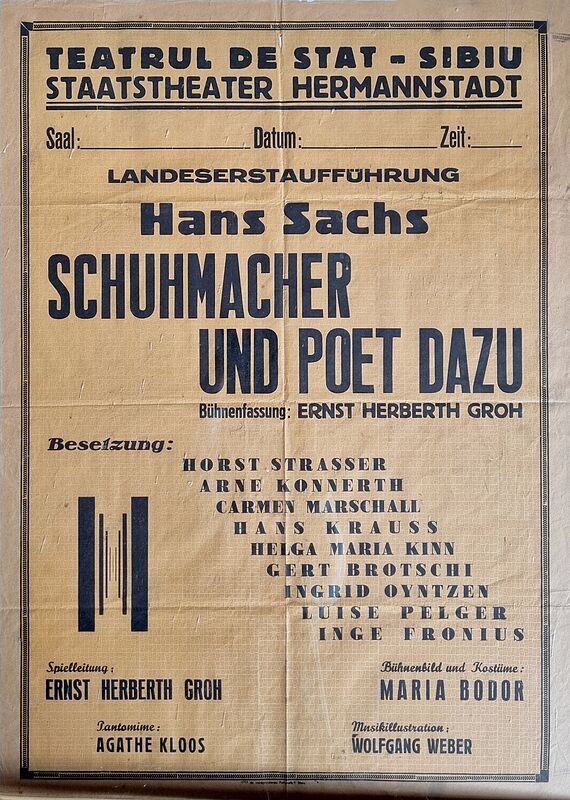 TEATRUL DE STAT - SIBIU
STAATSTHEATER HERMANNSTADT
Saal: Datum: Zeit:
LANDESERSTAUFFÜHRUNG
Hans Sachs
SCHUHMACHER
UND POET DAZU
Bühnenfassung: ERNST HERBERTH GROH
Besetzung:
HORST STRASSER
ARNE KONNERTH
CARMEN MARSCHALL
HANS KRAUSS
HELGA MARIA KINN
GERT BROTSCHI
INGRID OYNTZEN
LUISE PELGER
INGE FRONIUS
Spielleitung: Bühnenbild und Kostüme:
ERNST HERBERTH GROH MARIA BODOR
Pantomime: Musikillustration:
AGATHE KLOOS WOLFGANG WEBER